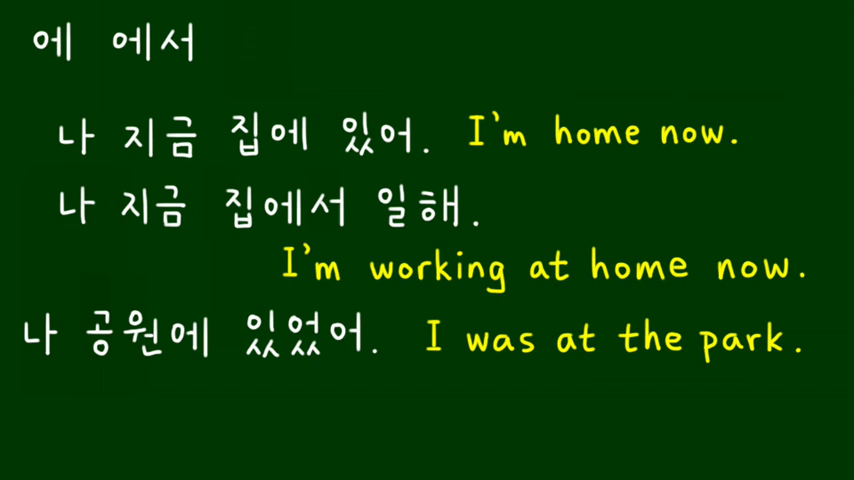 에 에서
나 지금 집에 있어. I'm home now.
나 지금 집에서 일해.
I'm working at home now.
나 공원에 있었어. I was at the park.